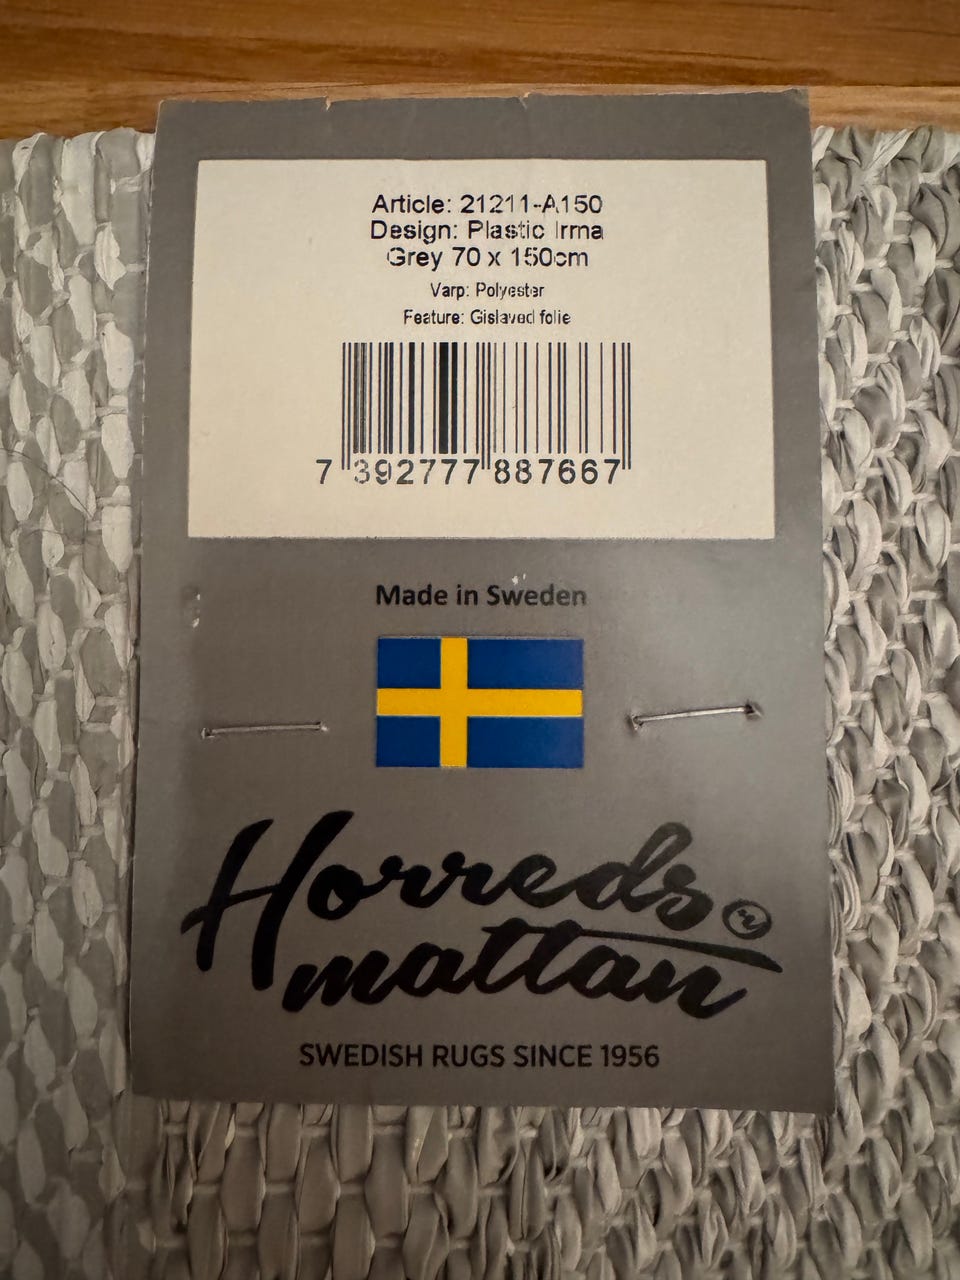 Article: 21211-A150
Design: Plastic Irma
Grey 70 x 150cm
Varp: Polyester
Feature: Gislaved folie
7 392777 887667
Made in Sweden
Horreds
mattan
SWEDISH RUGS SINCE 1956